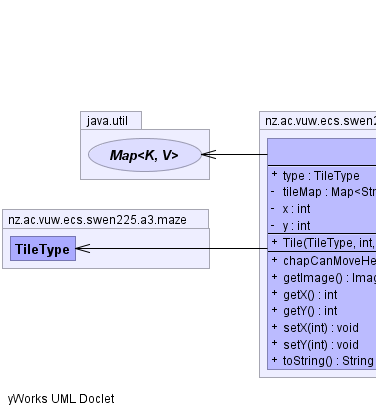 java.util
nz.ac.vuw.ecs.swen2
Map<K, V>
+ type : TileType
- tileMap : Map<Str
- x : int
- y : int
nz.ac.vuw.ecs.swen225.a3.maze
+ Tile(TileType, int,
TileType
+ chapCanMoveHe
+ getImage() : Imag
+ getX() : int
+ getY() : int
+ setX(int) : void
+ setY(int) : void
+ toString() : String
yWorks UML Doclet